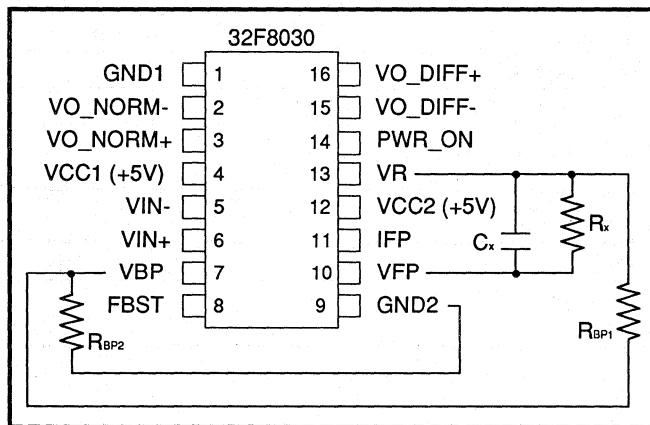 32F8030
GND1 1 16 VO_DIFF+
VO_NORM- 2 15 VO_DIFF-
VO_NORM+ 3 14 PWR_ON
VCC1 (+5V) 4 13 VR
VIN- 5 12 VCC2 (+5V)
VIN+ 6 11 IFP
VBP 7 10 VFP
FBST 8 9 GND2
Cx
Rx
RBP2
RBP1